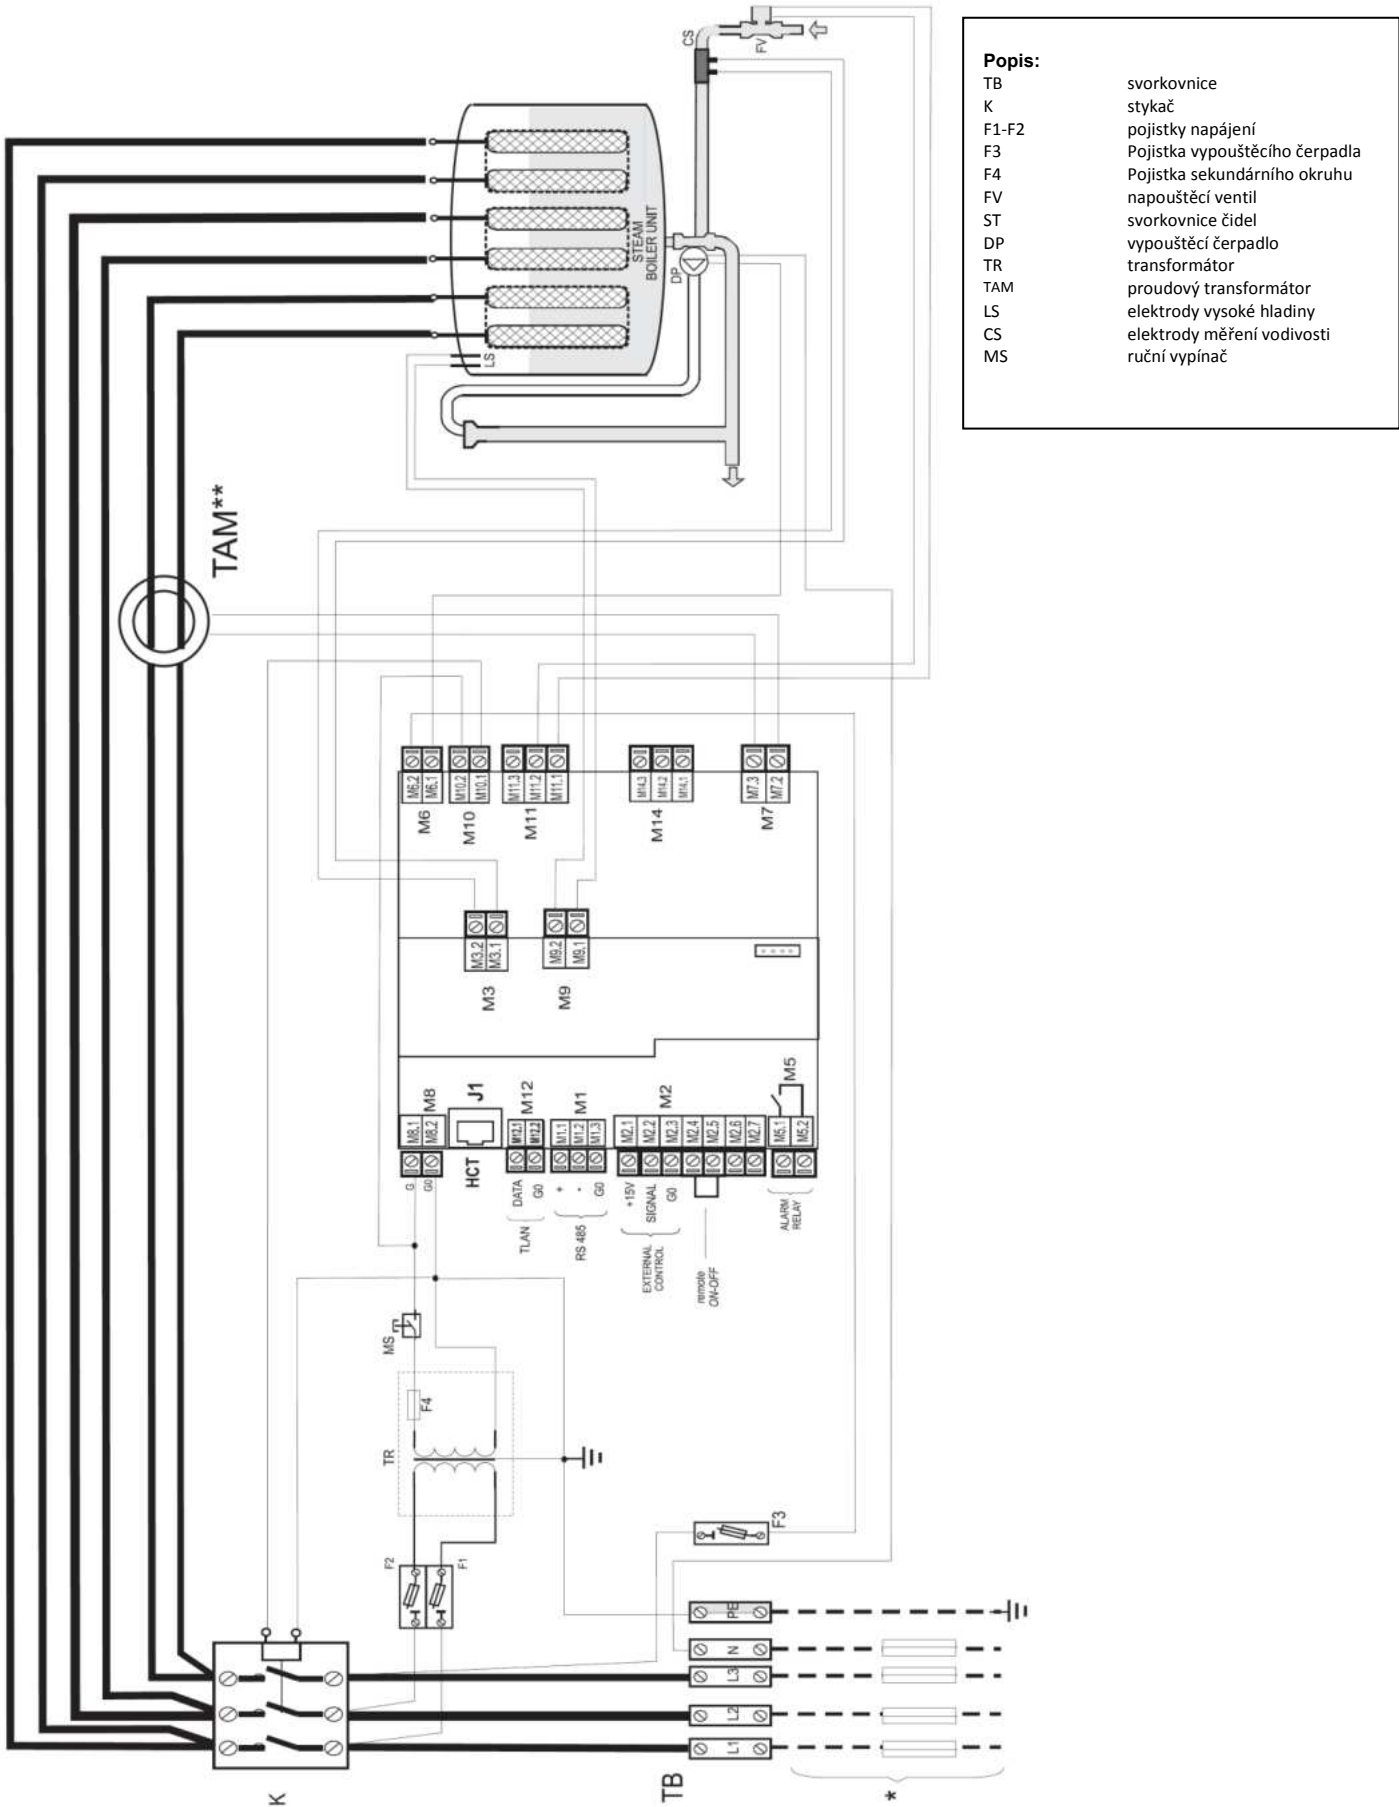 Popis:
TB svorkovnice
K stykač
F1-F2 pojistky napájení
F3 Pojistka vypouštěcího čerpadla
F4 Pojistka sekundárního okruhu
FV napouštěcí ventil
ST svorkovnice čidel
DP vypouštěcí čerpadlo
TR transformátor
TAM proudový transformátor
LS elektrody vysoké hladiny
CS elektrody měření vodivosti
MS ruční vypínač
CS
FV
STEAM
BOILER UNIT
DP
LS
TAM**
M6.2
M6.1
M6
M10.2
M10.1
M10
M11.3
M11.2
M11.1
M11
M14.3
M14.2
M14.1
M14
M7.3
M7.2
M7
M3.2
M3.1
M3
M9.2
M9.1
M9
M8
M8.1
M8.2
G
G0
J1
HCT
M12
M12.1
M12.2
DATA
G0
TLAN
M1
M1.1
M1.2
M1.3
+
-
G0
RS 485
M2
M2.1
M2.2
M2.3
M2.4
M2.5
M2.6
M2.7
+15V
SIGNAL
G0
EXTERNAL
CONTROL
remote
ON-OFF
M5
M5.1
M5.2
ALARM
RELAY
MS
F4
TR
F2
F1
F3
PE
N
L3
L2
L1
K
TB
*